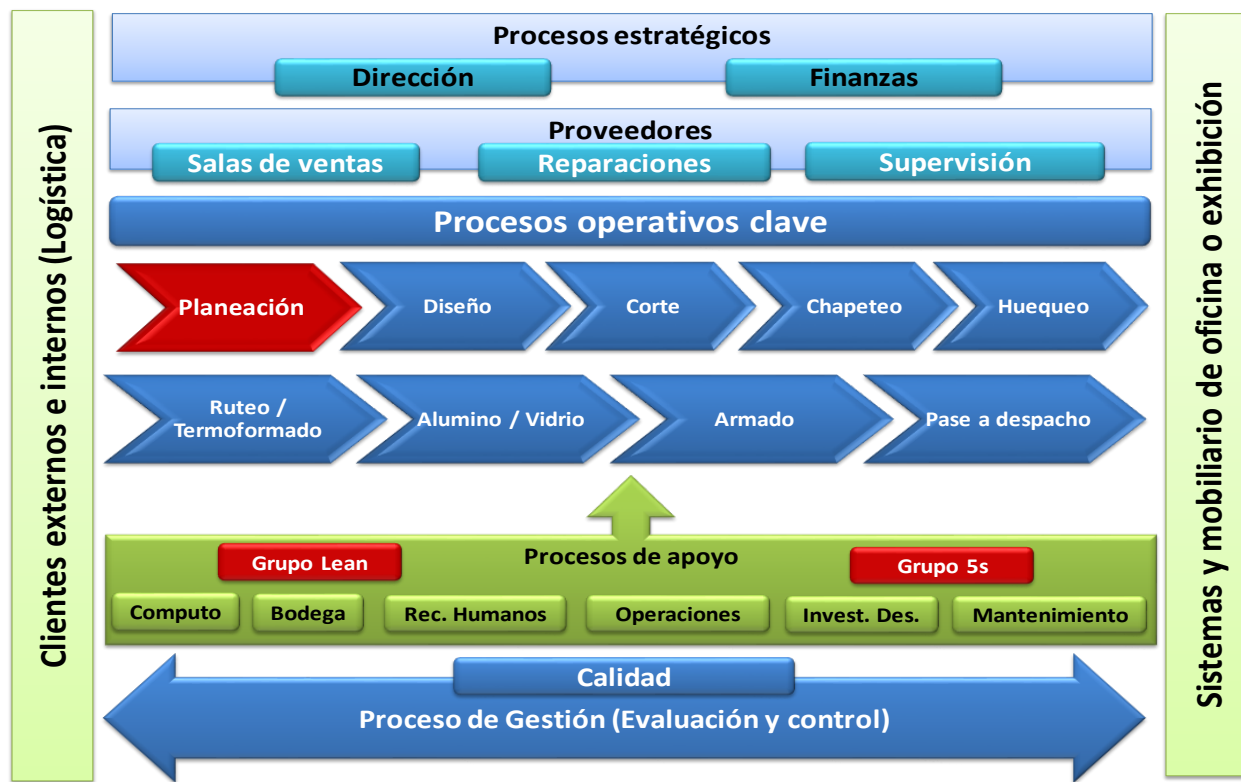 Clientes externos e internos (Logística)
Procesos estratégicos
Dirección
Finanzas
Proveedores
Salas de ventas
Reparaciones
Supervisión
Procesos operativos clave
Planeación
Diseño
Corte
Chapeteo
Huequeo
Ruteo /
Termoformado
Alumino / Vidrio
Armado
Pase a despacho
Procesos de apoyo
Grupo Lean
Grupo 5s
Computo
Bodega
Rec. Humanos
Operaciones
Invest. Des.
Mantenimiento
Calidad
Proceso de Gestión (Evaluación y control)
Sistemas y mobiliario de oficina o exhibición